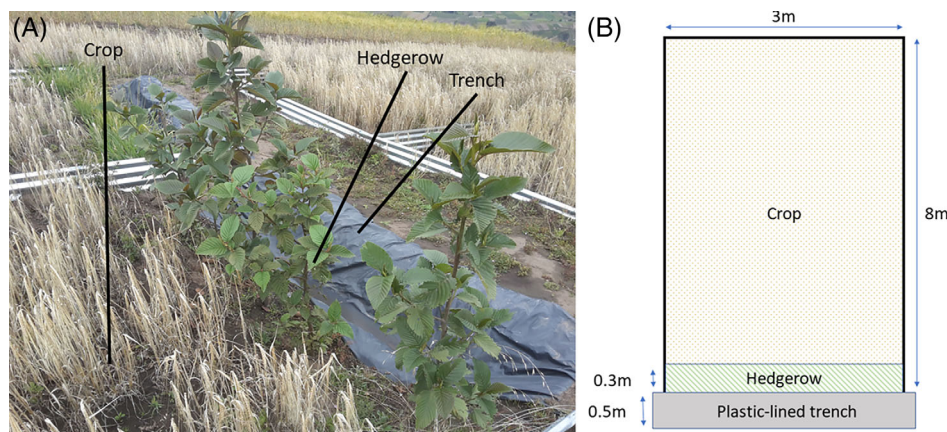 (A)
Crop
Hedgerow
Trench
(B)
3m
Crop
8m
0.3m
Hedgerow
0.5m
Plastic-lined trench